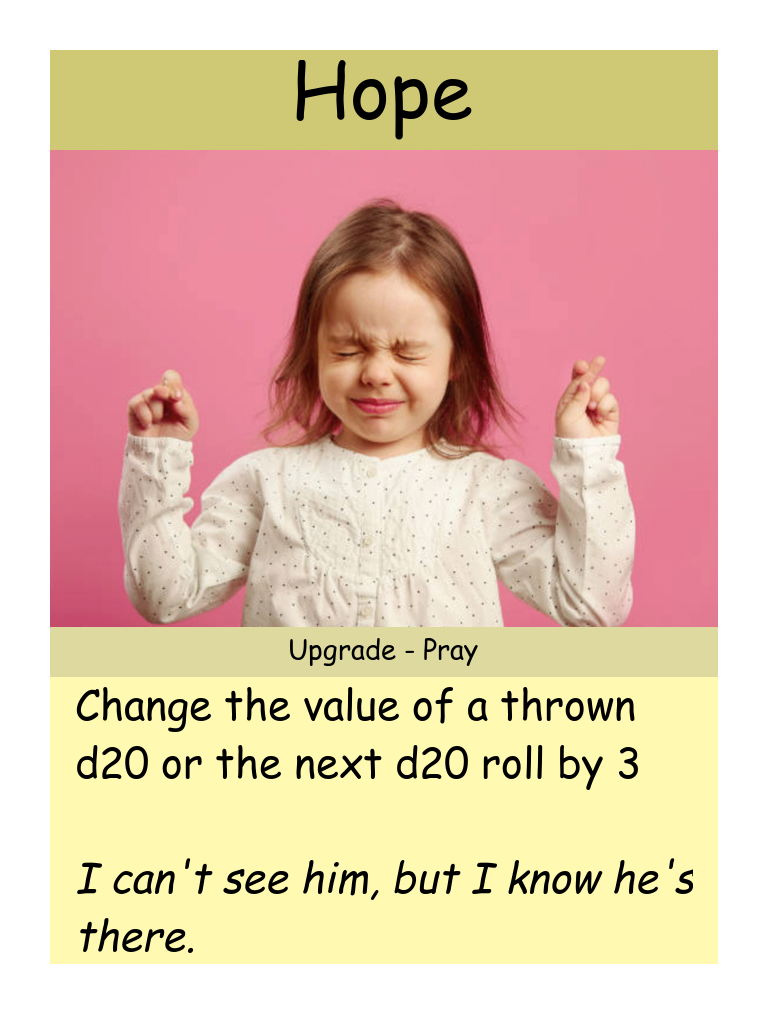 Hope
Upgrade - Pray
Change the value of a thrown
d20 or the next d20 roll by 3
I can't see him, but I know he's
there.